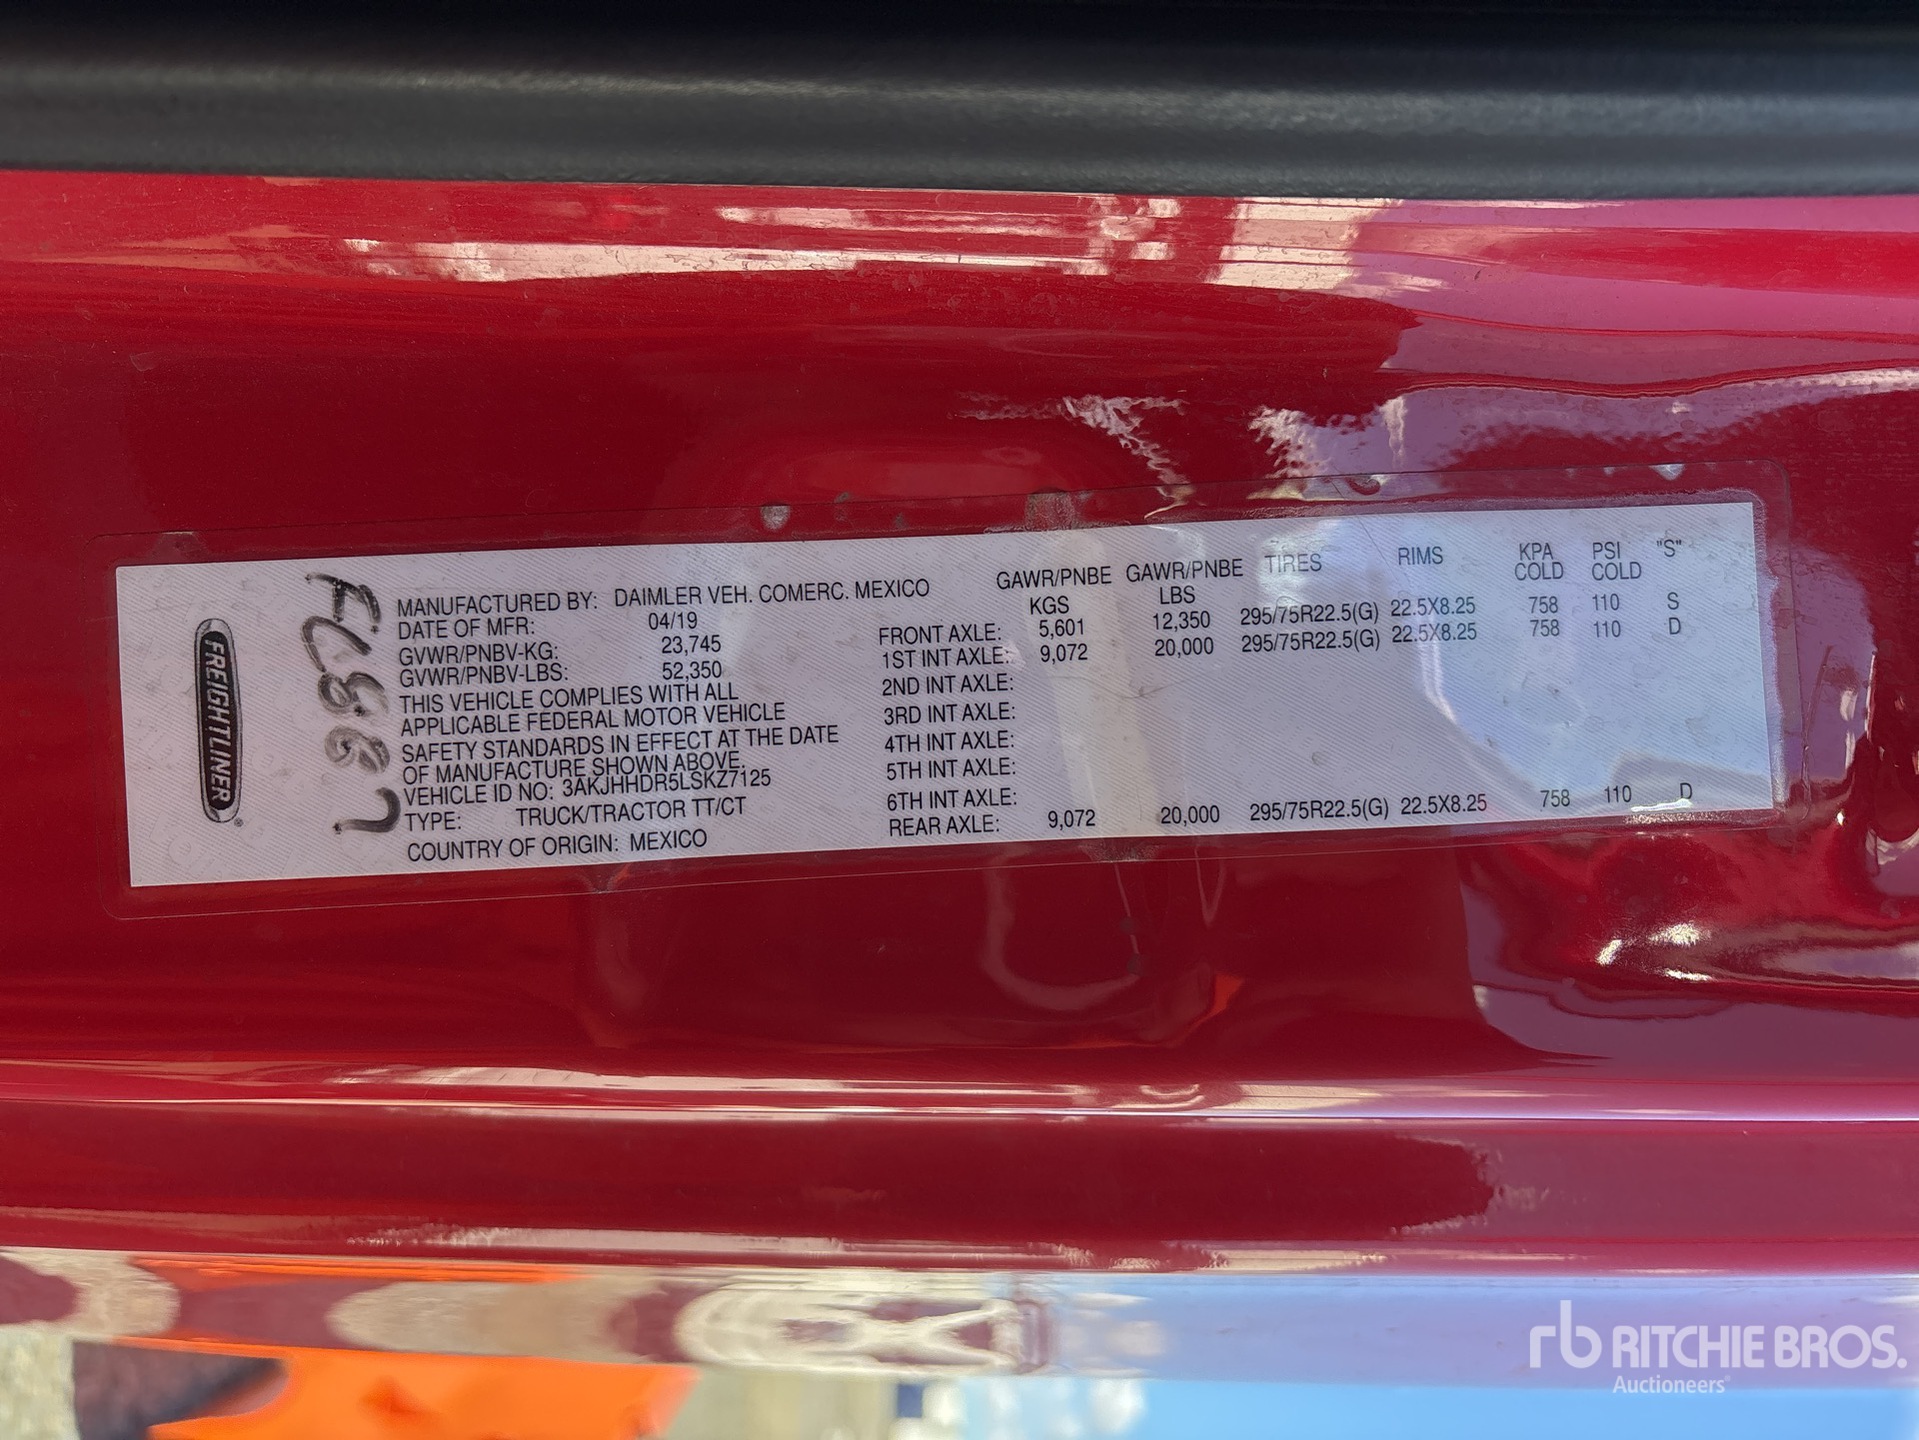 FREIGHTLINER®
FC887
MANUFACTURED BY: DAIMLER VEH. COMERC. MEXICO
DATE OF MFR: 04/19
GVWR/PNBV-KG: 23,745
GVWR/PNBV-LBS: 52,350
THIS VEHICLE COMPLIES WITH ALL
APPLICABLE FEDERAL MOTOR VEHICLE
SAFETY STANDARDS IN EFFECT AT THE DATE
OF MANUFACTURE SHOWN ABOVE.
VEHICLE ID NO: 3AKJHHDR5LSKZ7125
TYPE: TRUCK/TRACTOR TT/CT
COUNTRY OF ORIGIN: MEXICO
GAWR/PNBE GAWR/PNBE TIRES RIMS KPA PSI "S"
KGS LBS COLD COLD
FRONT AXLE: 5,601 12,350 295/75R22.5(G) 22.5X8.25 758 110 S
1ST INT AXLE: 9,072 20,000 295/75R22.5(G) 22.5X8.25 758 110 D
2ND INT AXLE:
3RD INT AXLE:
4TH INT AXLE:
5TH INT AXLE:
6TH INT AXLE:
REAR AXLE: 9,072 20,000 295/75R22.5(G) 22.5X8.25 758 110 D
rb RITCHIE BROS.
Auctioneers®